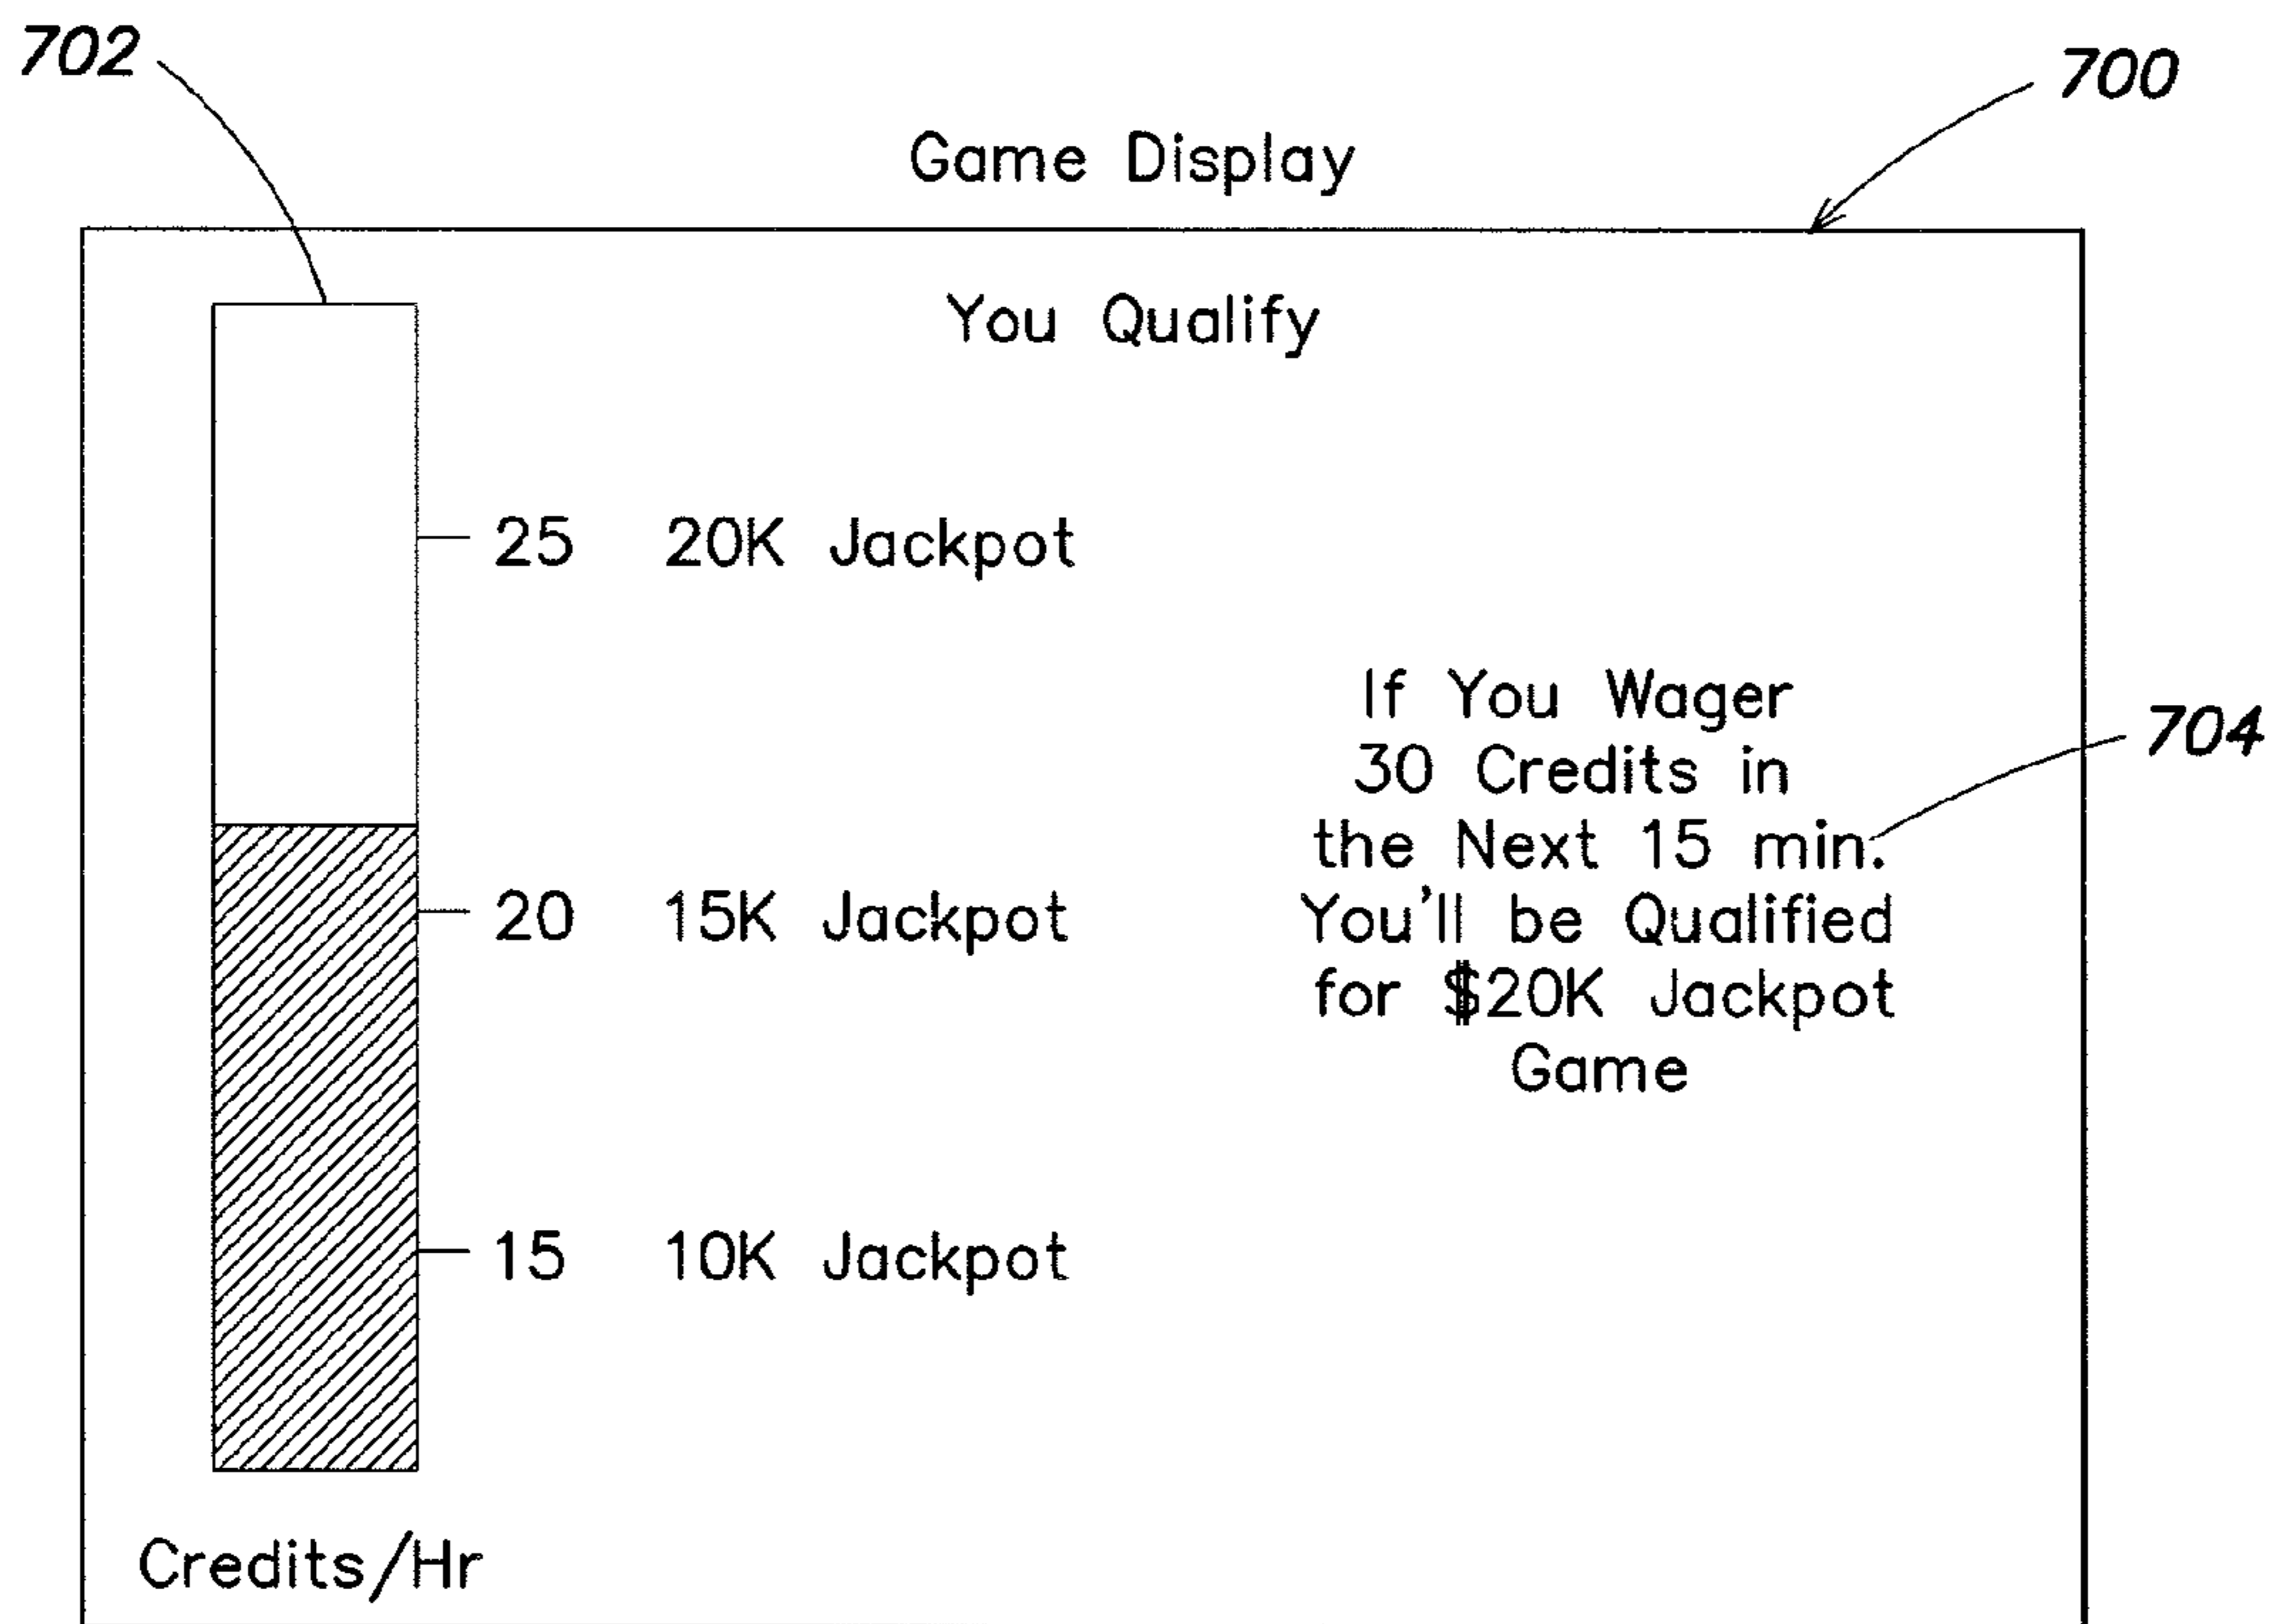 702
700
Game Display
You Qualify
25 20K Jackpot
If You Wager
30 Credits in
704
the Next 15 min.
20 15K Jackpot
You'll be Qualified
for $20K Jackpot
Game
15 10K Jackpot
Credits/Hr